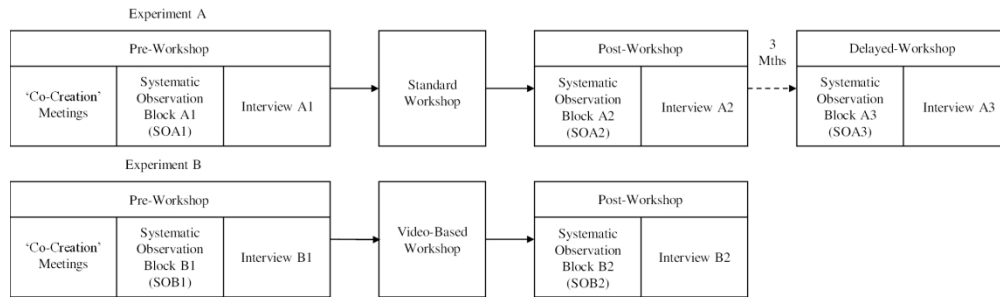 Experiment A
Pre-Workshop
'Co-Creation'
Meetings
Systematic
Observation
Block A1
(SOA1)
Interview A1
Standard
Workshop
Post-Workshop
Systematic
Observation
Block A2
(SOA2)
Interview A2
3
Mths
Delayed-Workshop
Systematic
Observation
Block A3
(SOA3)
Interview A3
Experiment B
Pre-Workshop
'Co-Creation'
Meetings
Systematic
Observation
Block B1
(SOB1)
Interview B1
Video-Based
Workshop
Post-Workshop
Systematic
Observation
Block B2
(SOB2)
Interview B2